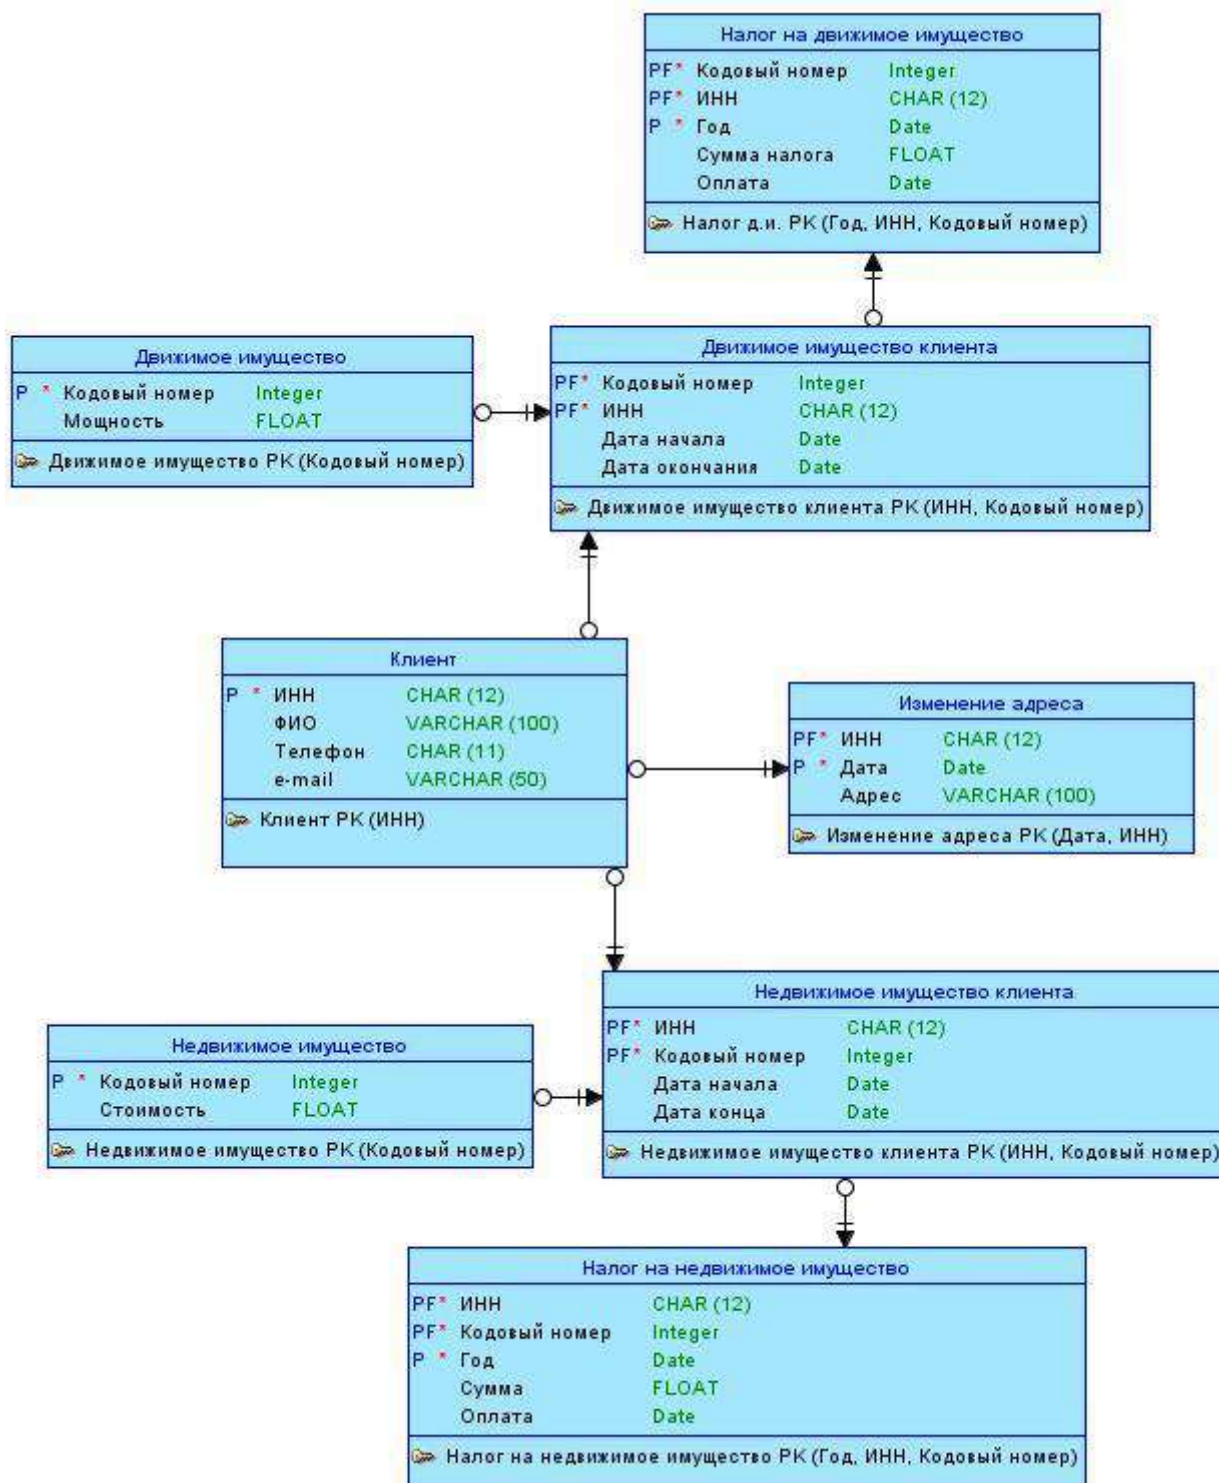 Налог на движимое имущество
PF* Кодовый номер Integer
PF* ИНН CHAR (12)
P * Год Date
Сумма налога FLOAT
Оплата Date
Налог д.и. PK (Год, ИНН, Кодовый номер)
Движимое имущество
P * Кодовый номер Integer
Мощность FLOAT
Движимое имущество PK (Кодовый номер)
Движимое имущество клиента
PF* Кодовый номер Integer
PF* ИНН CHAR (12)
Дата начала Date
Дата окончания Date
Движимое имущество клиента PK (ИНН, Кодовый номер)
Клиент
P * ИНН CHAR (12)
ФИО VARCHAR (100)
Телефон CHAR (11)
e-mail VARCHAR (50)
Клиент PK (ИНН)
Изменение адреса
PF* ИНН CHAR (12)
P * Дата Date
Адрес VARCHAR (100)
Изменение адреса PK (Дата, ИНН)
Недвижимое имущество клиента
PF* ИНН CHAR (12)
PF* Кодовый номер Integer
Дата начала Date
Дата конца Date
Недвижимое имущество клиента PK (ИНН, Кодовый номер)
Недвижимое имущество
P * Кодовый номер Integer
Стоимость FLOAT
Недвижимое имущество PK (Кодовый номер)
Налог на недвижимое имущество
PF* ИНН CHAR (12)
PF* Кодовый номер Integer
P * Год Date
Сумма FLOAT
Оплата Date
Налог на недвижимое имущество PK (Год, ИНН, Кодовый номер)